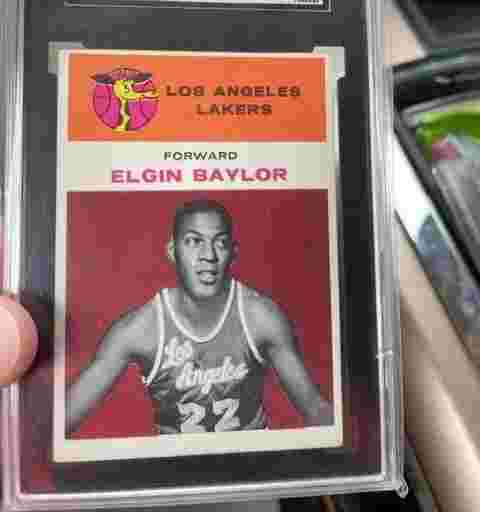 LOS ANGELES
LAKERS
FORWARD
ELGIN BAYLOR
Los
Angeles
22